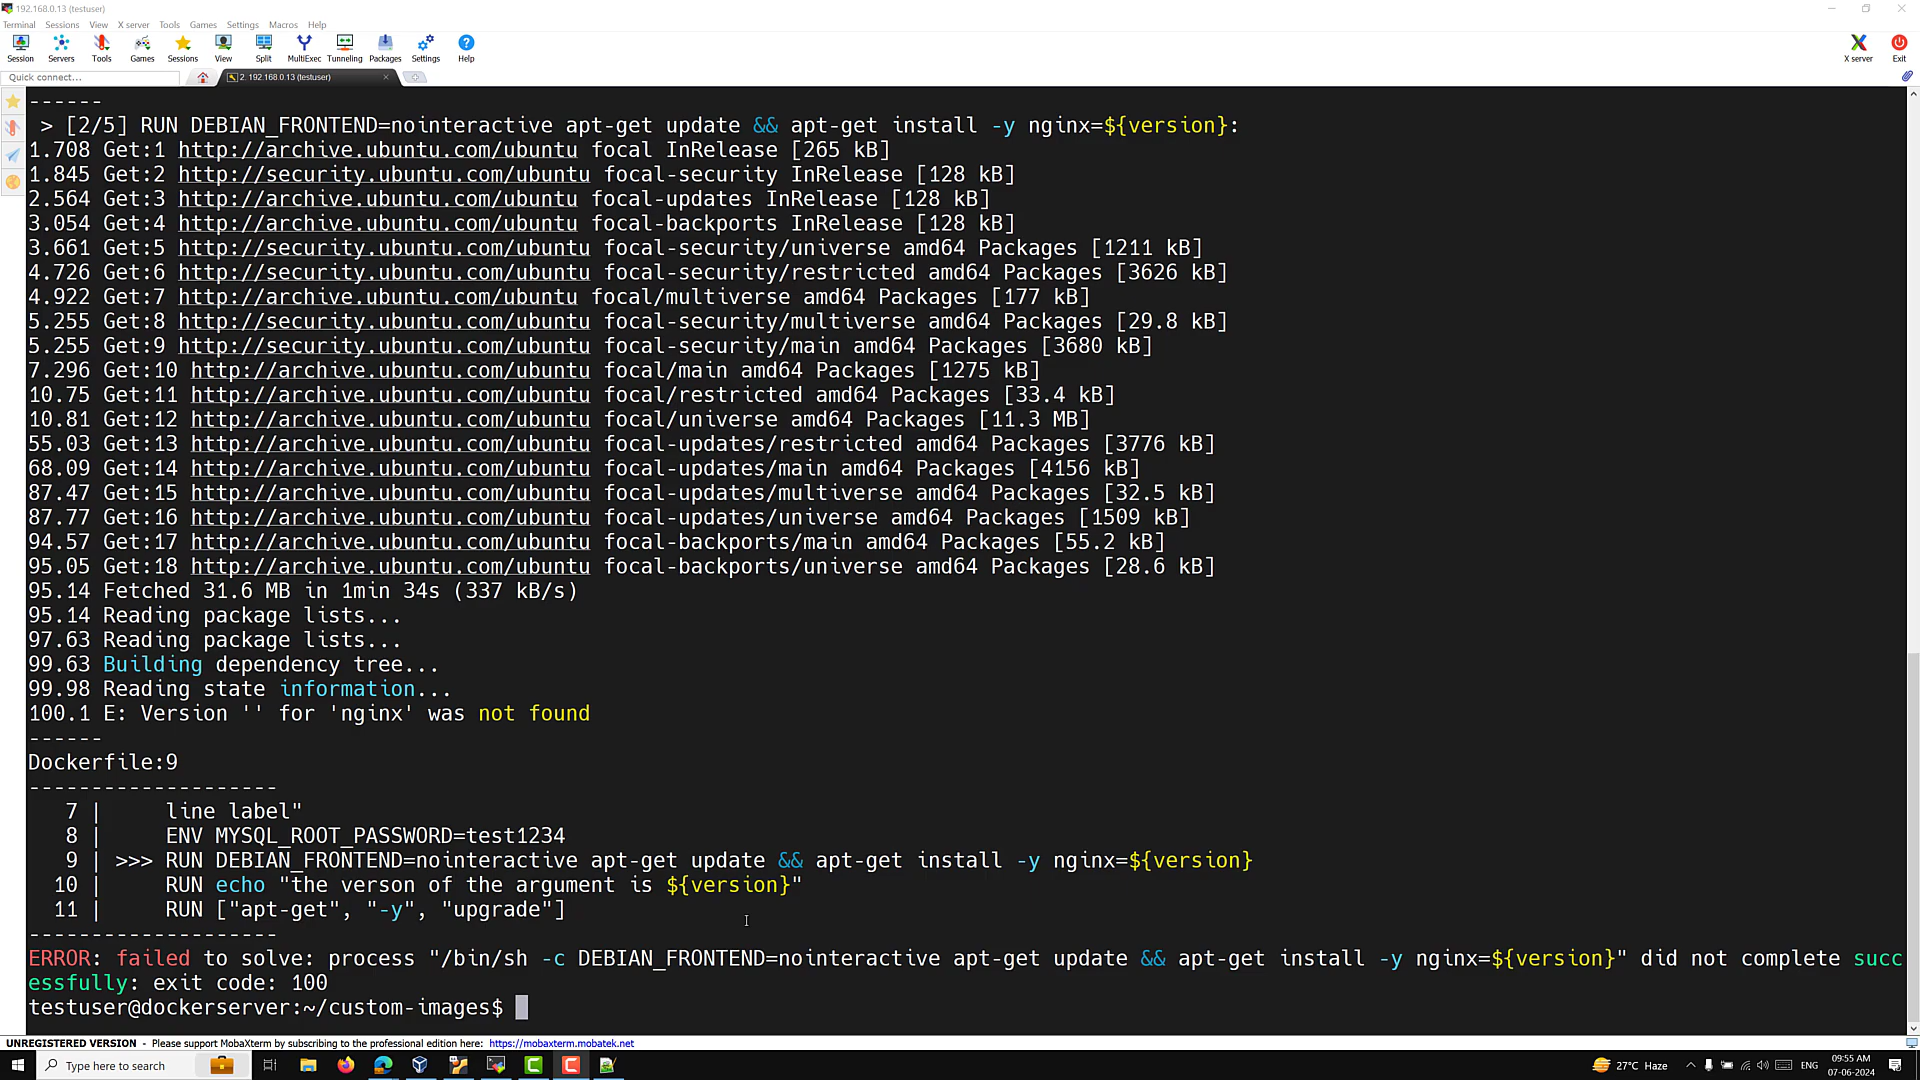 192.168.0.13 (testuser)
Terminal Sessions View X server Tools Games Settings Macros Help
Session Servers Tools Games Sessions View Split MultiExec Tunneling Packages Settings Help X server Exit
Quick connect... 2. 192.168.0.13 (testuser)
------
> [2/5] RUN DEBIAN_FRONTEND=nointeractive apt-get update && apt-get install -y nginx=${version}:
1.708 Get:1 http://archive.ubuntu.com/ubuntu focal InRelease [265 kB]
1.845 Get:2 http://security.ubuntu.com/ubuntu focal-security InRelease [128 kB]
2.564 Get:3 http://archive.ubuntu.com/ubuntu focal-updates InRelease [128 kB]
3.054 Get:4 http://archive.ubuntu.com/ubuntu focal-backports InRelease [128 kB]
3.661 Get:5 http://security.ubuntu.com/ubuntu focal-security/universe amd64 Packages [1211 kB]
4.726 Get:6 http://security.ubuntu.com/ubuntu focal-security/restricted amd64 Packages [3626 kB]
4.922 Get:7 http://archive.ubuntu.com/ubuntu focal/multiverse amd64 Packages [177 kB]
5.255 Get:8 http://security.ubuntu.com/ubuntu focal-security/multiverse amd64 Packages [29.8 kB]
5.255 Get:9 http://security.ubuntu.com/ubuntu focal-security/main amd64 Packages [3680 kB]
7.296 Get:10 http://archive.ubuntu.com/ubuntu focal/main amd64 Packages [1275 kB]
10.75 Get:11 http://archive.ubuntu.com/ubuntu focal/restricted amd64 Packages [33.4 kB]
10.81 Get:12 http://archive.ubuntu.com/ubuntu focal/universe amd64 Packages [11.3 MB]
55.03 Get:13 http://archive.ubuntu.com/ubuntu focal-updates/restricted amd64 Packages [3776 kB]
68.09 Get:14 http://archive.ubuntu.com/ubuntu focal-updates/main amd64 Packages [4156 kB]
87.47 Get:15 http://archive.ubuntu.com/ubuntu focal-updates/multiverse amd64 Packages [32.5 kB]
87.77 Get:16 http://archive.ubuntu.com/ubuntu focal-updates/universe amd64 Packages [1509 kB]
94.57 Get:17 http://archive.ubuntu.com/ubuntu focal-backports/main amd64 Packages [55.2 kB]
95.05 Get:18 http://archive.ubuntu.com/ubuntu focal-backports/universe amd64 Packages [28.6 kB]
95.14 Fetched 31.6 MB in 1min 34s (337 kB/s)
95.14 Reading package lists...
97.63 Reading package lists...
99.63 Building dependency tree...
99.98 Reading state information...
100.1 E: Version '' for 'nginx' was not found
------
Dockerfile:9
--------------------
7 | line label"
8 | ENV MYSQL_ROOT_PASSWORD=test1234
9 | >>> RUN DEBIAN_FRONTEND=nointeractive apt-get update && apt-get install -y nginx=${version}
10 | RUN echo "the verson of the argument is ${version}"
11 | RUN ["apt-get", "-y", "upgrade"]
--------------------
ERROR: failed to solve: process "/bin/sh -c DEBIAN_FRONTEND=nointeractive apt-get update && apt-get install -y nginx=${version}" did not complete succ
essfully: exit code: 100
testuser@dockerserver:~/custom-images$
UNREGISTERED VERSION - Please support MobaXterm by subscribing to the professional edition here: https://mobaxterm.mobatek.net
Type here to search 27°C Haze ENG 09:55 AM
07-06-2024